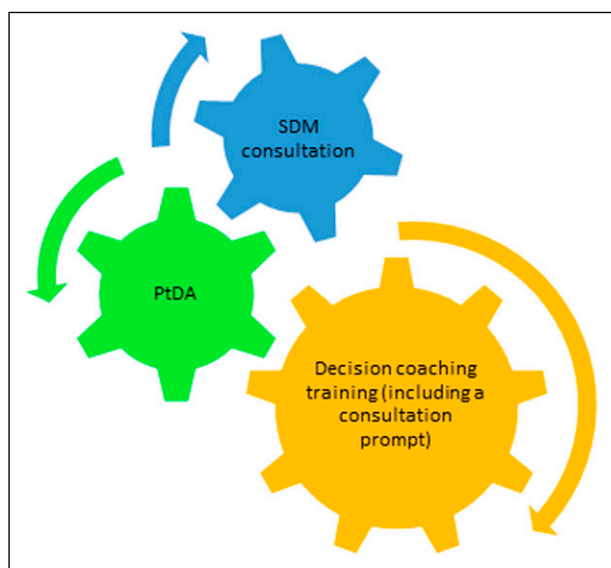 SDM
consultation
PtDA
Decision coaching
training (including a
consultation
prompt)